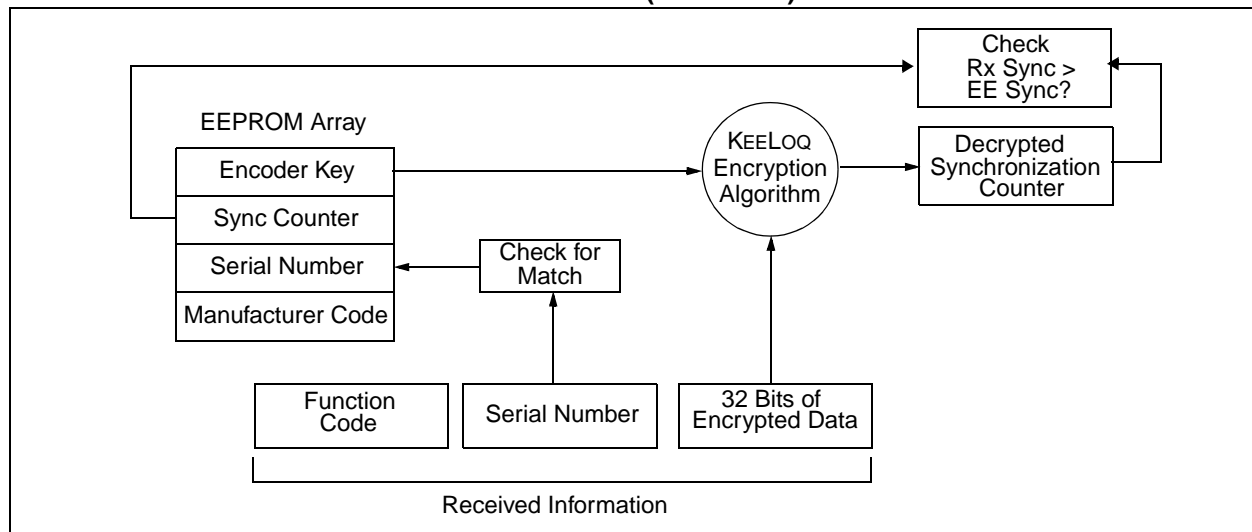 Check
Rx Sync >
EE Sync?
EEPROM Array
Encoder Key
Sync Counter
Serial Number
Manufacturer Code
KEELOQ
Encryption
Algorithm
Decrypted
Synchronization
Counter
Check for
Match
Function
Code
Serial Number
32 Bits of
Encrypted Data
Received Information